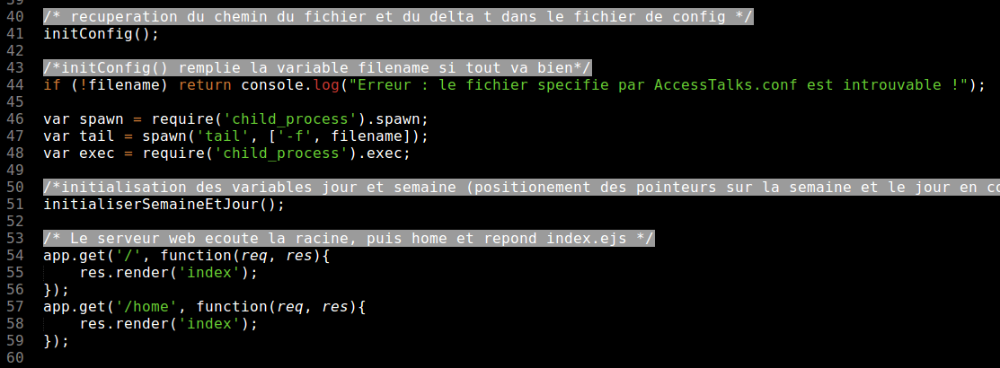 40 /* recuperation du chemin du fichier et du delta t dans le fichier de config */
41 initConfig();
42
43 /*initConfig() remplie la variable filename si tout va bien*/
44 if (!filename) return console.log("Erreur : le fichier specifie par AccessTalks.conf est introuvable !");
45
46 var spawn = require('child_process').spawn;
47 var tail = spawn('tail', ['-f', filename]);
48 var exec = require('child_process').exec;
49
50 /*initialisation des variables jour et semaine (positionement des pointeurs sur la semaine et le jour en
51 initialiserSemaineEtJour();
52
53 /* Le serveur web ecoute la racine, puis home et repond index.ejs */
54 app.get('/', function(req, res){
55     res.render('index');
56 });
57 app.get('/home', function(req, res){
58     res.render('index');
59 });
60